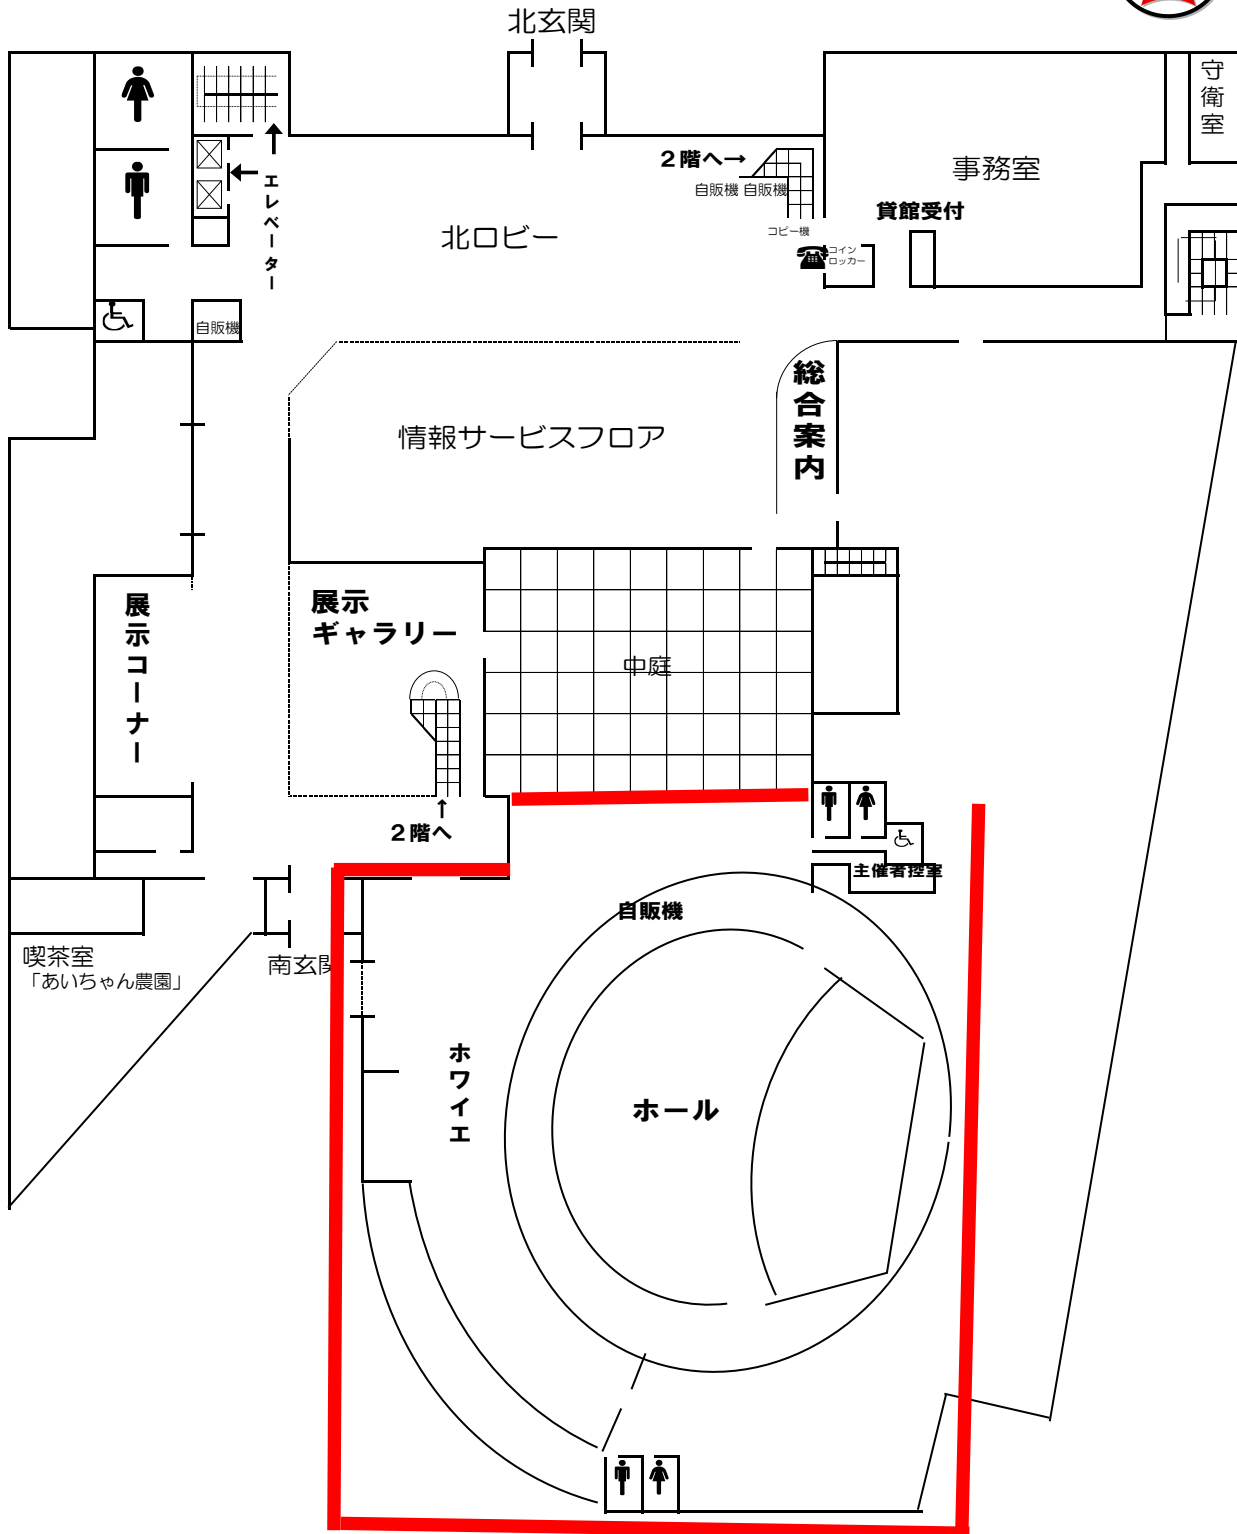 北玄関
守衛室
２階へ→
自販機 自販機
事務室
貸館受付
エレベーター
北ロビー
コピー機
コイン
ロッカー
自販機
総合案内
情報サービスフロア
展示
ギャラリー
展示コーナー
中庭
２階へ
主催者控室
自販機
喫茶室
「あいちゃん農園」
南玄関
ホワイエ
ホール